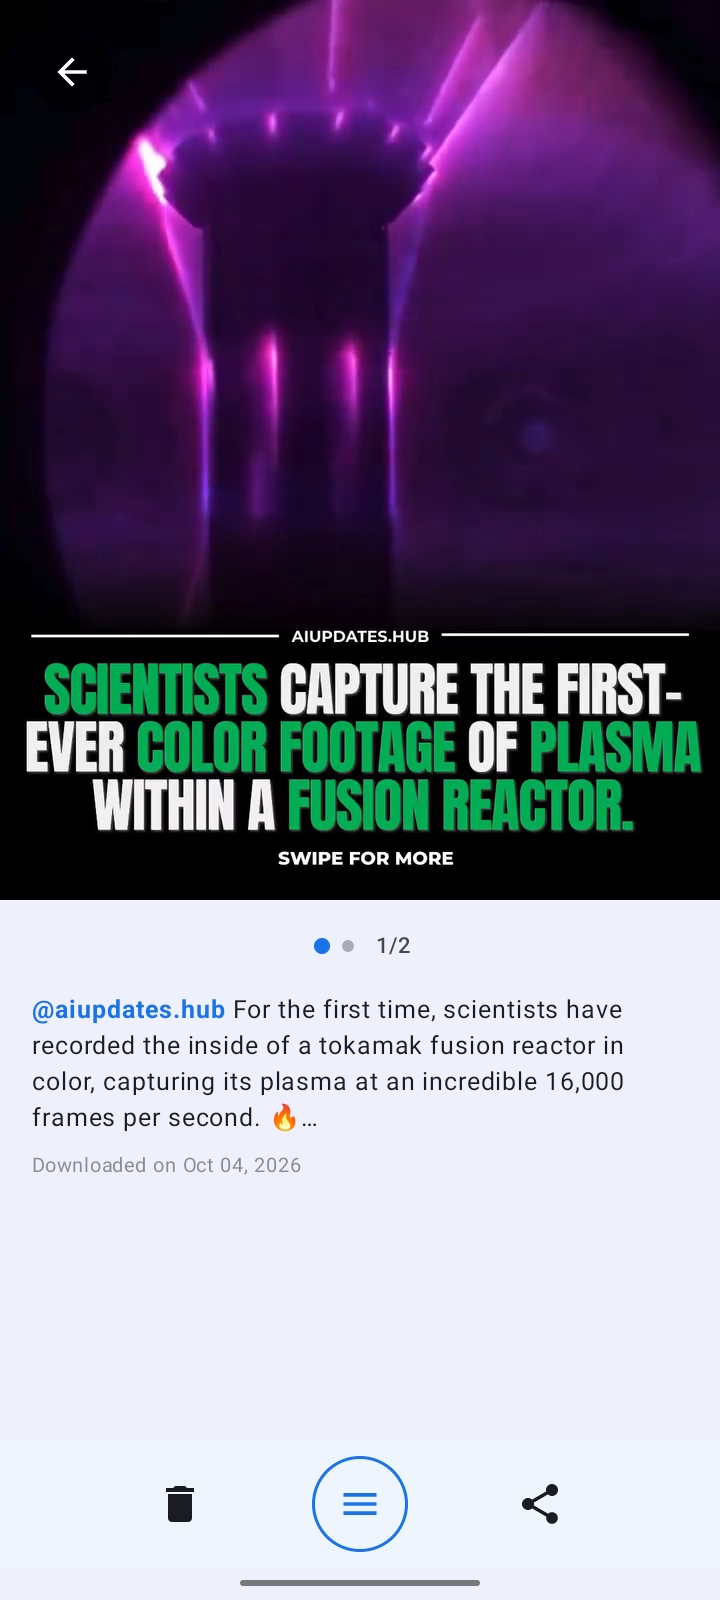 AIUPDATES.HUB
SCIENTISTS CAPTURE THE FIRST-
EVER COLOR FOOTAGE OF PLASMA
WITHIN A FUSION REACTOR.
SWIPE FOR MORE
1/2
@aiupdates.hub For the first time, scientists have
recorded the inside of a tokamak fusion reactor in
color, capturing its plasma at an incredible 16,000
frames per second. 🔥...
Downloaded on Oct 04, 2026